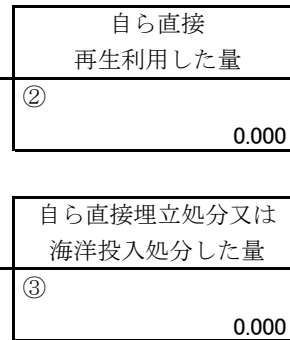 自ら直接
再生利用した量
②
0.000
自ら直接埋立処分又は
海洋投入処分した量
③
0.000